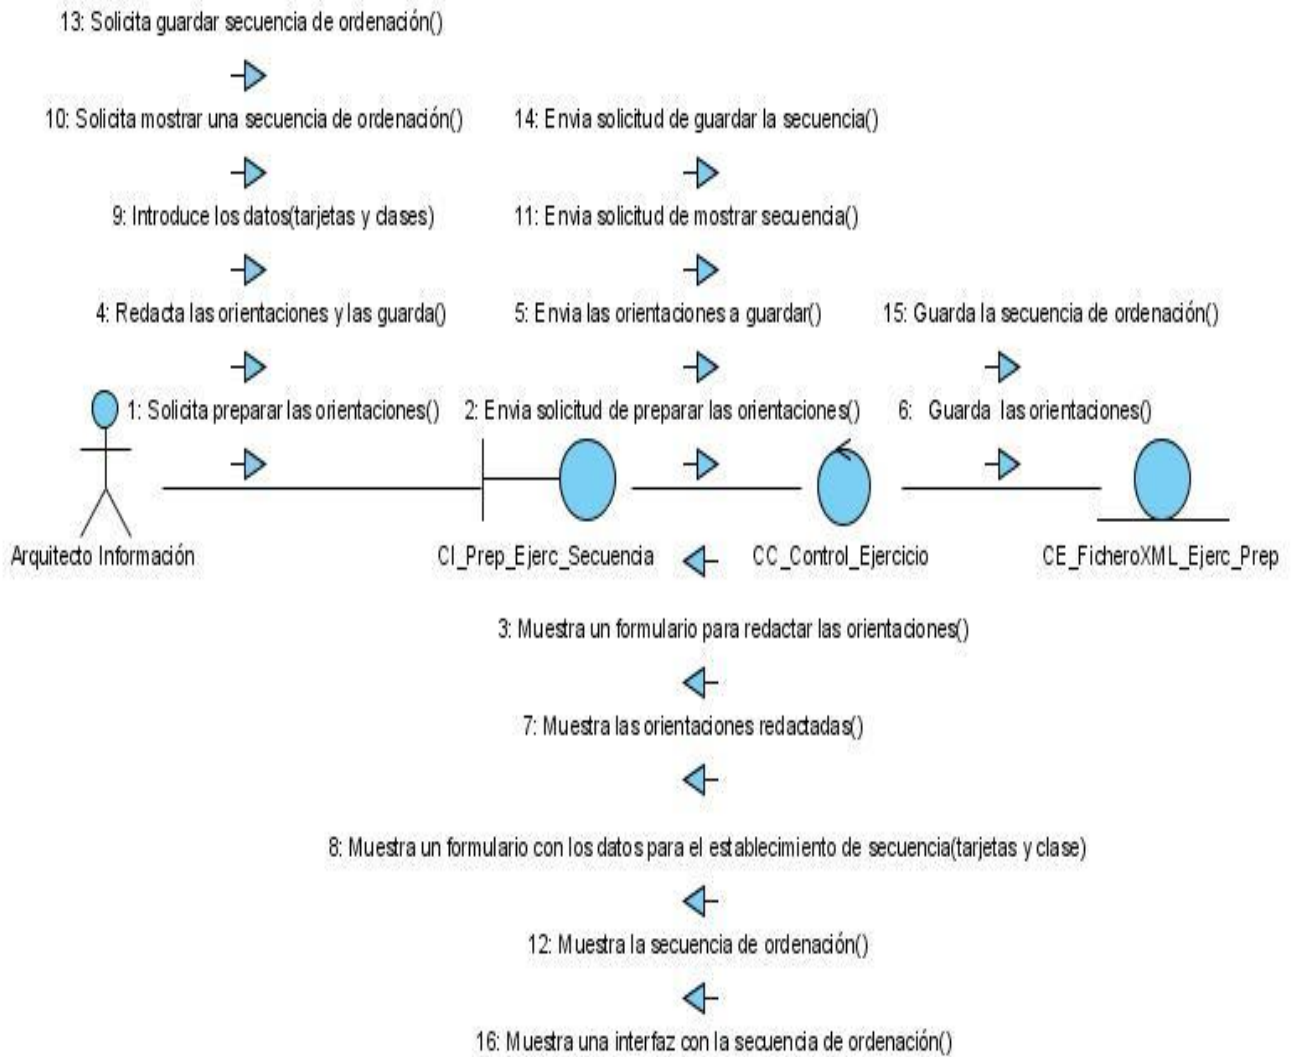 13: Solicita guardar secuencia de ordenación()
10: Solicita mostrar una secuencia de ordenación()
14: Envia solicitud de guardar la secuencia()
9: Introduce los datos(tarjetas y clases)
11: Envia solicitud de mostrar secuencia()
4: Redacta las orientaciones y las guarda()
5: Envia las orientaciones a guardar()
15: Guarda la secuencia de ordenación()
1: Solicita preparar las orientaciones()
2: Envia solicitud de preparar las orientaciones()
6: Guarda las orientaciones()
Arquitecto Información
CI_Prep_Ejerc_Secuencia
CC_Control_Ejercicio
CE_FicheroXML_Ejerc_Prep
3: Muestra un formulario para redactar las orientaciones()
7: Muestra las orientaciones redactadas()
8: Muestra un formulario con los datos para el establecimiento de secuencia(tarjetas y clase)
12: Muestra la secuencia de ordenación()
16: Muestra una interfaz con la secuencia de ordenación()